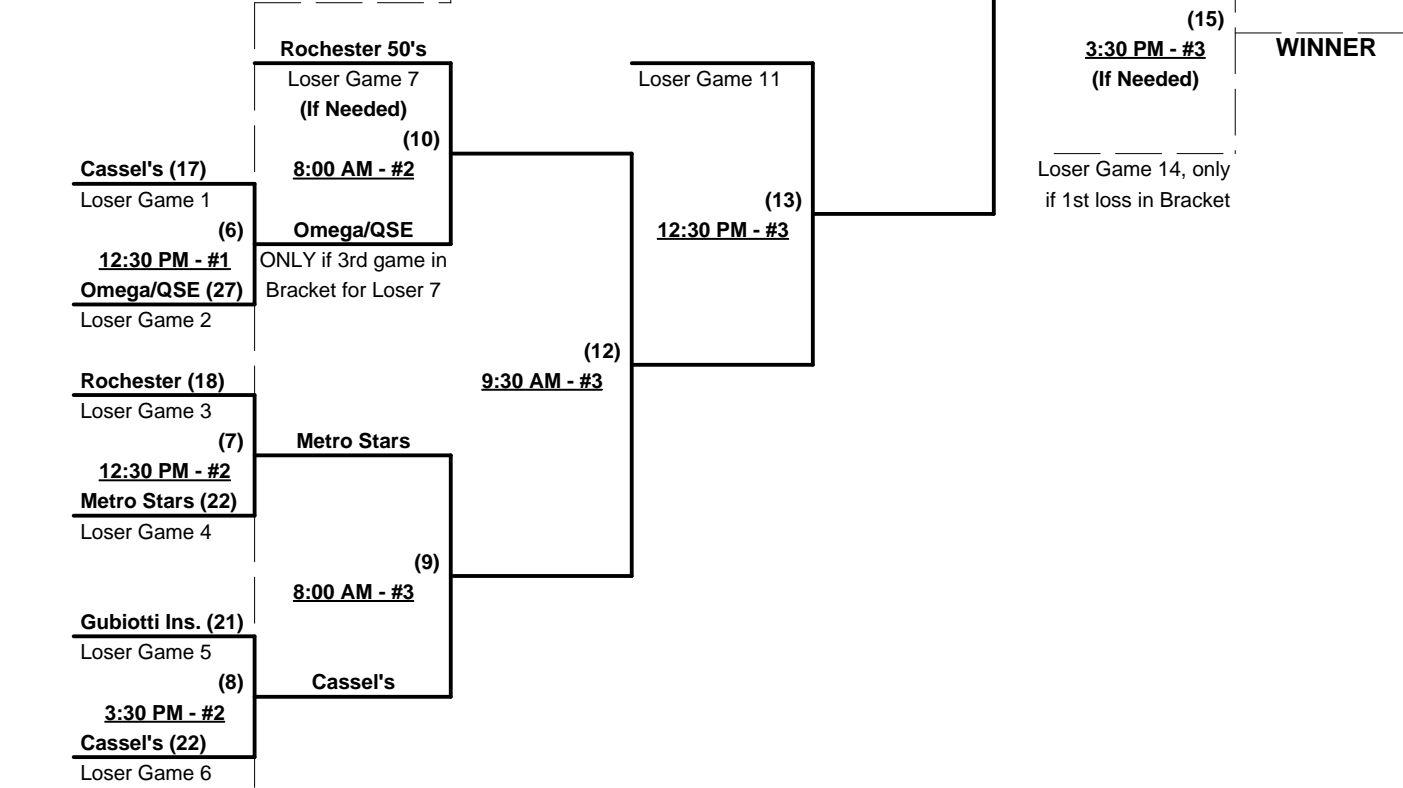 (15)
Rochester 50's
3:30 PM - #3
WINNER
Loser Game 7
Loser Game 11
(If Needed)
(If Needed)
(10)
Cassel's (17)
8:00 AM - #2
Loser Game 14, only
Loser Game 1
(13)
if 1st loss in Bracket
(6)
Omega/QSE
12:30 PM - #3
12:30 PM - #1
ONLY if 3rd game in
Omega/QSE (27)
Bracket for Loser 7
Loser Game 2
(12)
Rochester (18)
9:30 AM - #3
Loser Game 3
(7)
Metro Stars
12:30 PM - #2
Metro Stars (22)
Loser Game 4
(9)
8:00 AM - #3
Gubiotti Ins. (21)
Loser Game 5
(8)
Cassel's
3:30 PM - #2
Cassel's (22)
Loser Game 6